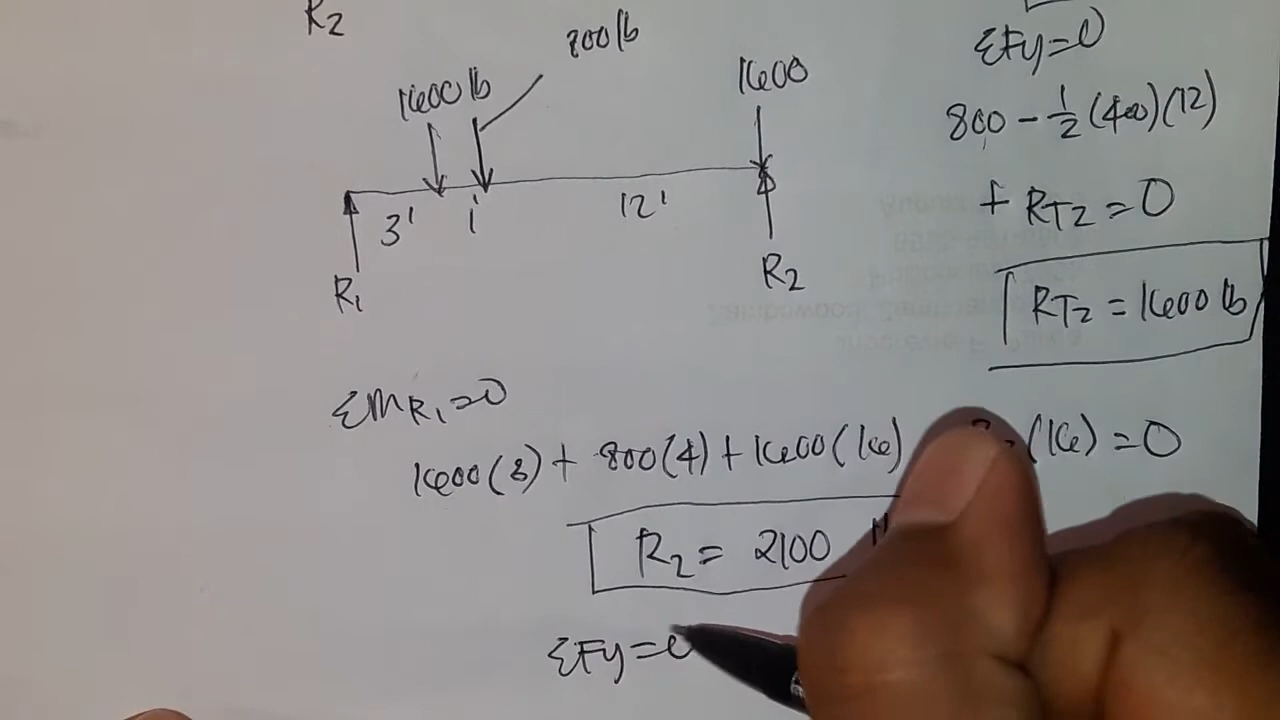 R2
800 lb
1600 lb
1600
3'
1'
12'
R1
R2
ΣFy=0
800 - 1/2 (400)(12)
+ RT2 = 0
RT2 = 1600 lb
ΣMR1=0
1600(3) + 800(4) + 1600(16) (16) = 0
R2 = 2100
ΣFy=0